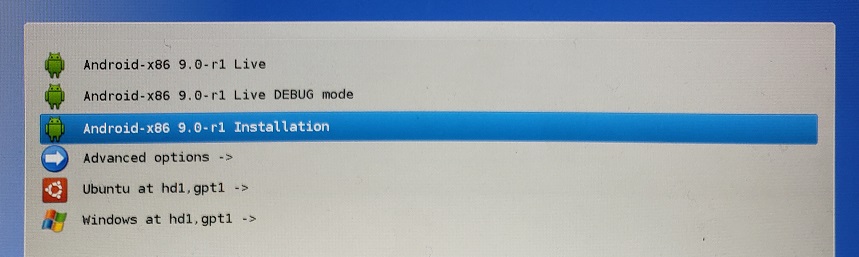 Android-x86 9.0-r1 Live
Android-x86 9.0-r1 Live DEBUG mode
Android-x86 9.0-r1 Installation
Advanced options ->
Ubuntu at hd1,gpt1 ->
Windows at hd1,gpt1 ->